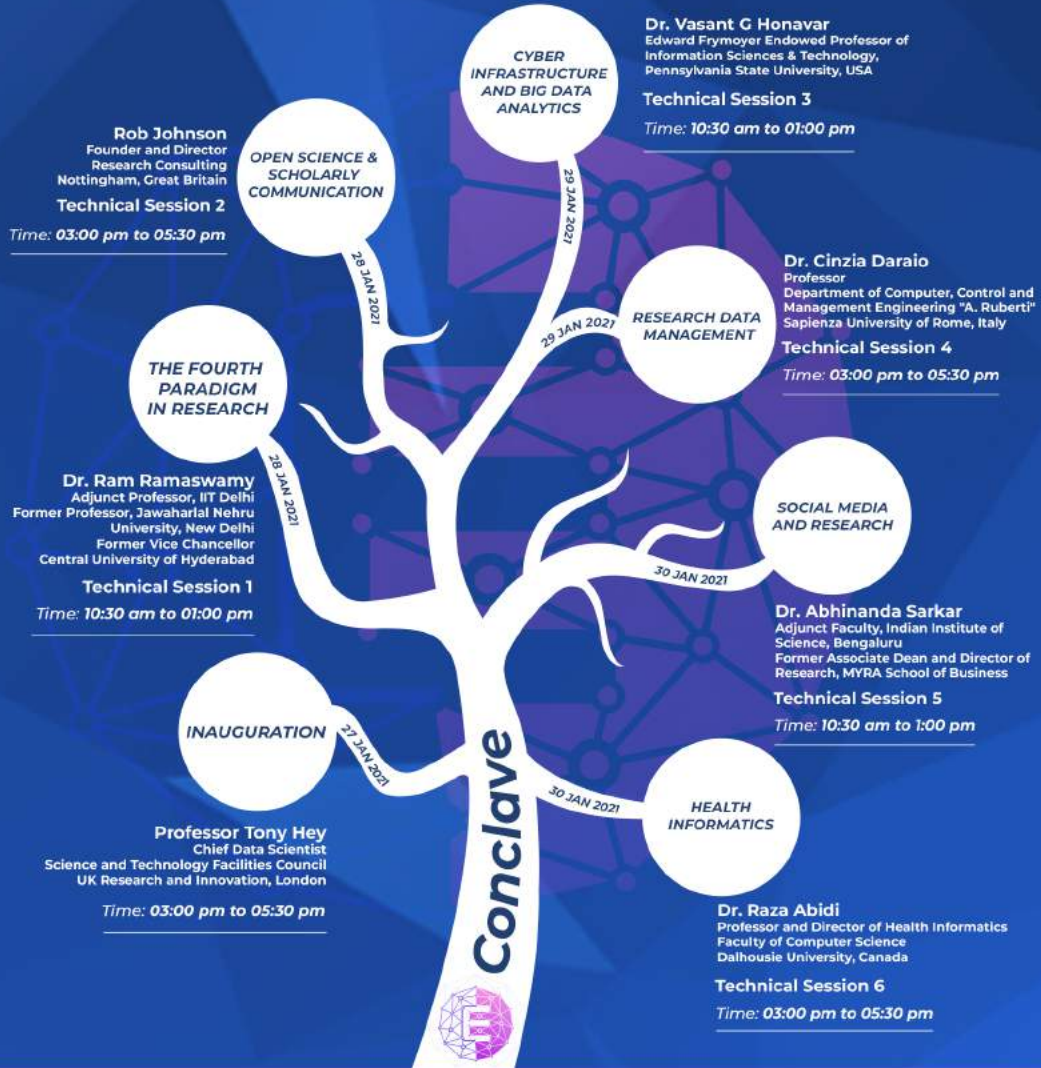 CYBER
INFRASTRUCTURE
AND BIG DATA
ANALYTICS
29 JAN 2021
Dr. Vasant G Honavar
Edward Frymoyer Endowed Professor of
Information Sciences & Technology,
Pennsylvania State University, USA
Technical Session 3
Time: 10:30 am to 01:00 pm
Rob Johnson
Founder and Director
Research Consulting
Nottingham, Great Britain
Technical Session 2
Time: 03:00 pm to 05:30 pm
OPEN SCIENCE &
SCHOLARLY
COMMUNICATION
28 JAN 2021
RESEARCH DATA
MANAGEMENT
29 JAN 2021
Dr. Cinzia Daraio
Professor
Department of Computer, Control and
Management Engineering "A. Ruberti"
Sapienza University of Rome, Italy
Technical Session 4
Time: 03:00 pm to 05:30 pm
THE FOURTH
PARADIGM
IN RESEARCH
28 JAN 2021
Dr. Ram Ramaswamy
Adjunct Professor, IIT Delhi
Former Professor, Jawaharlal Nehru
University, New Delhi
Former Vice Chancellor
Central University of Hyderabad
Technical Session 1
Time: 10:30 am to 01:00 pm
SOCIAL MEDIA
AND RESEARCH
30 JAN 2021
Dr. Abhinanda Sarkar
Adjunct Faculty, Indian Institute of
Science, Bengaluru
Former Associate Dean and Director of
Research, MYRA School of Business
Technical Session 5
Time: 10:30 am to 1:00 pm
INAUGURATION
27 JAN 2021
Professor Tony Hey
Chief Data Scientist
Science and Technology Facilities Council
UK Research and Innovation, London
Time: 03:00 pm to 05:30 pm
HEALTH
INFORMATICS
30 JAN 2021
Dr. Raza Abidi
Professor and Director of Health Informatics
Faculty of Computer Science
Dalhousie University, Canada
Technical Session 6
Time: 03:00 pm to 05:30 pm
Conclave
E